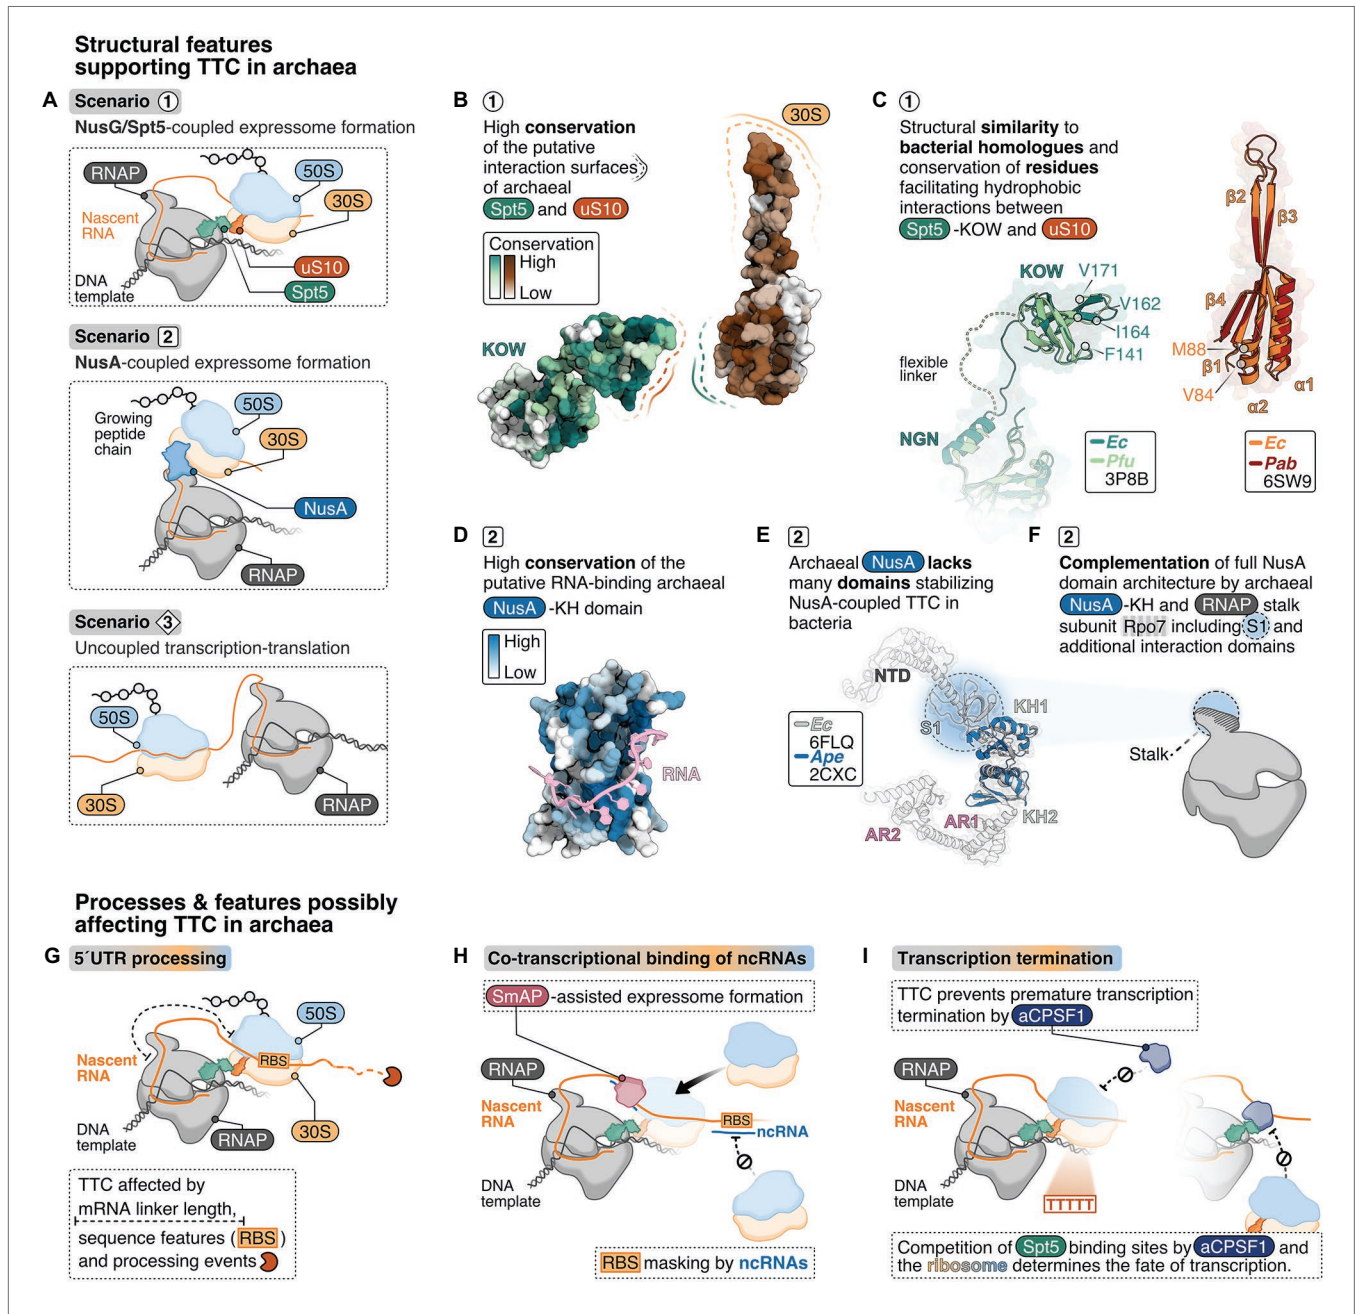 Structural features
supporting TTC in archaea
A
Scenario 1
NusG/Spt5-coupled expressome formation
RNAP
50S
30S
Nascent
RNA
uS10
DNA
template
Spt5
Scenario 2
NusA-coupled expressome formation
Growing
peptide
chain
50S
30S
NusA
RNAP
Scenario 3
Uncoupled transcription-translation
50S
30S
RNAP
B
1
High conservation
of the putative
interaction surfaces
of archaeal
Spt5 and uS10
30S
Conservation
High
Low
KOW
C
1
Structural similarity to
bacterial homologues and
conservation of residues
facilitating hydrophobic
interactions between
Spt5 -KOW and uS10
KOW
V171
V162
I164
F141
flexible
linker
NGN
Ec
Pfu
3P8B
β2
β3
β4
M88
β1
V84
α1
α2
Ec
Pab
6SW9
D
2
High conservation of the
putative RNA-binding archaeal
NusA -KH domain
High
Low
RNA
E
2
Archaeal NusA lacks
many domains stabilizing
NusA-coupled TTC in
bacteria
NTD
S1
KH1
Ec
6FLQ
Ape
2CXC
KH2
AR1
AR2
F
2
Complementation of full NusA
domain architecture by archaeal
NusA -KH and RNAP stalk
subunit Rpo7 including S1 and
additional interaction domains
Stalk
Processes & features possibly
affecting TTC in archaea
G
5´UTR processing
50S
Nascent
RNA
RBS
DNA
template
RNAP
30S
TTC affected by
mRNA linker length,
sequence features ( RBS )
and processing events
H
Co-transcriptional binding of ncRNAs
SmAP -assisted expressome formation
RNAP
Nascent
RNA
RBS
ncRNA
DNA
template
RBS masking by ncRNAs
I
Transcription termination
TTC prevents premature transcription
termination by aCPSF1
RNAP
Nascent
RNA
DNA
template
TTTTT
Competition of Spt5 binding sites by aCPSF1 and
the ribosome determines the fate of transcription.